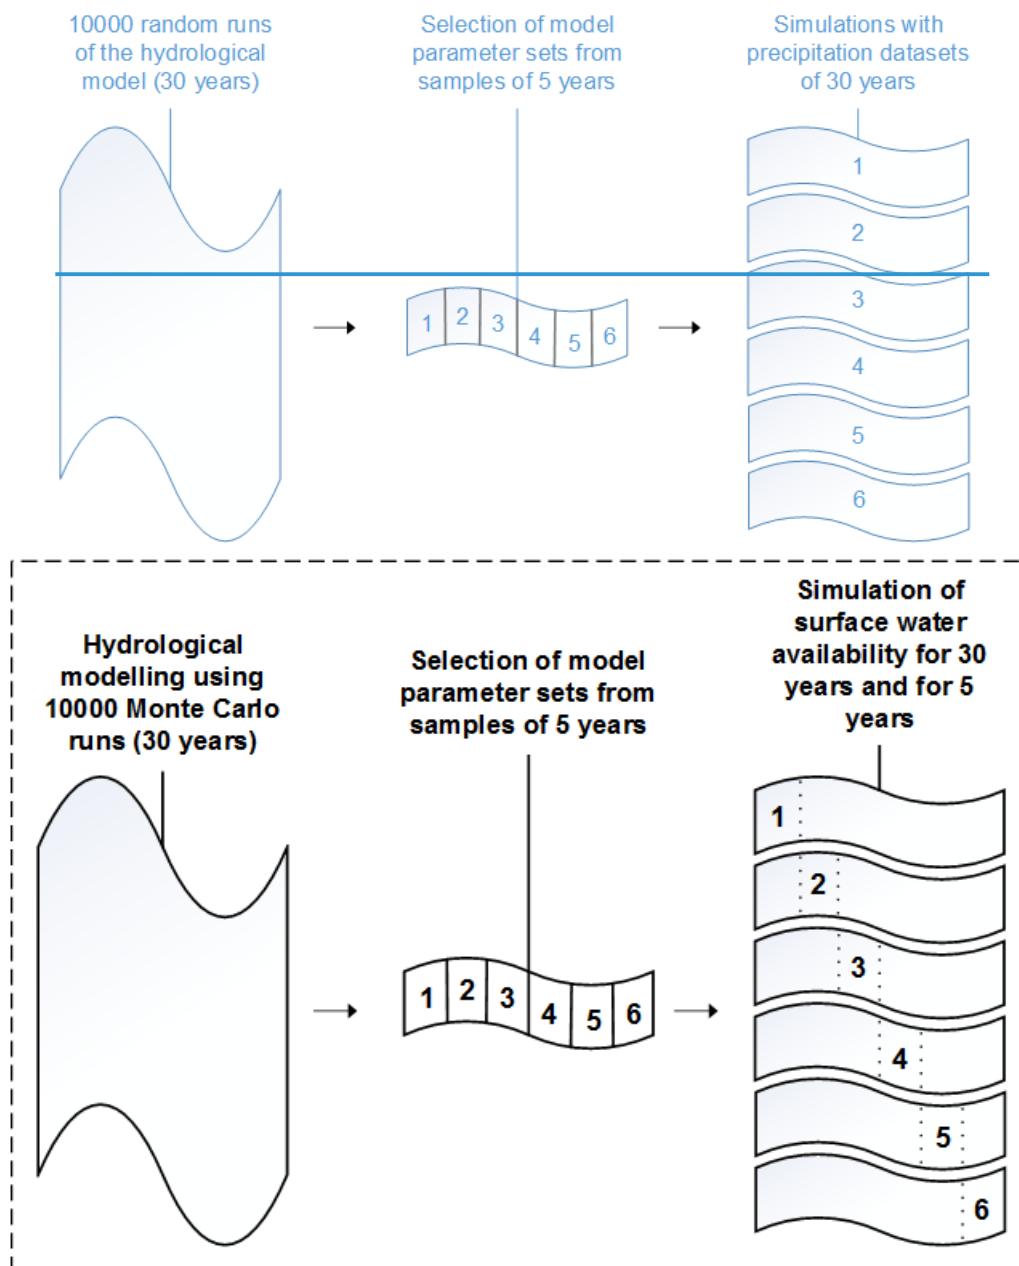 10000 random runs
of the hydrological
model (30 years)
Selection of model
parameter sets from
samples of 5 years
Simulations with
precipitation datasets
of 30 years
1
2
3
4
5
6
1
2
3
4
5
6
Hydrological
modelling using
10000 Monte Carlo
runs (30 years)
Selection of model
parameter sets from
samples of 5 years
Simulation of
surface water
availability for 30
years and for 5
years
1
2
3
4
5
6
1
2
3
4
5
6